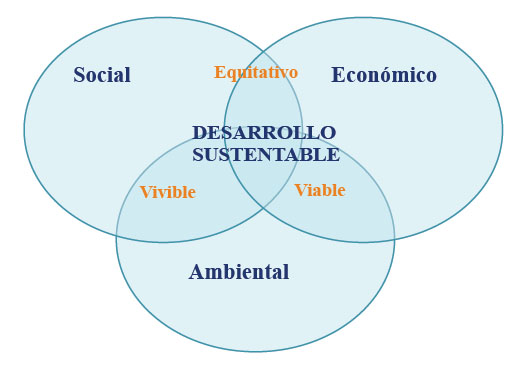 Equitativo
Social
Económico
DESARROLLO
SUSTENTABLE
Vivible
Viable
Ambiental